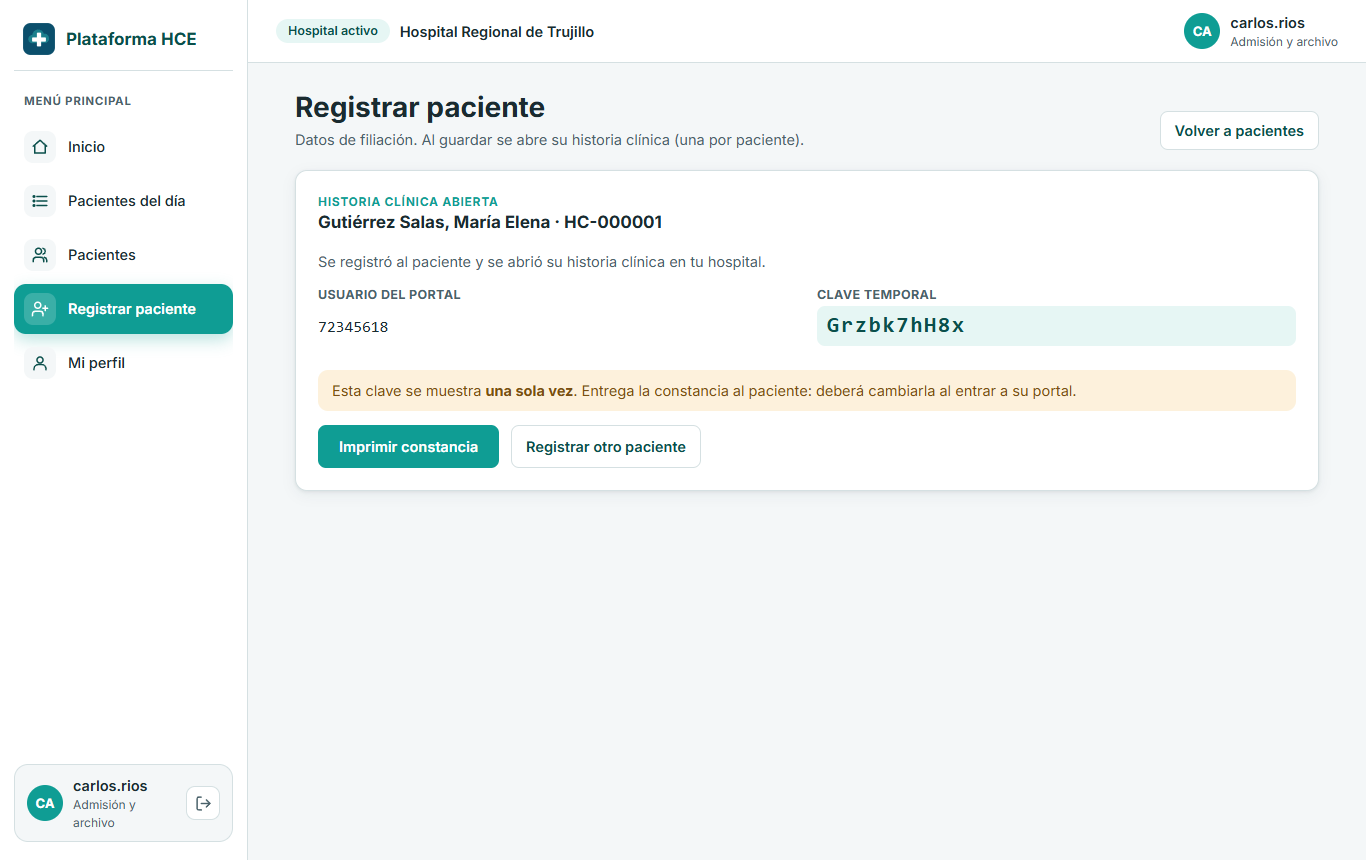 Plataforma HCE
MENÚ PRINCIPAL
Inicio
Pacientes del día
Pacientes
Registrar paciente
Mi perfil
CA
carlos.rios
Admisión y
archivo
Hospital activo
Hospital Regional de Trujillo
CA
carlos.rios
Admisión y archivo
Registrar paciente
Datos de filiación. Al guardar se abre su historia clínica (una por paciente).
Volver a pacientes
HISTORIA CLÍNICA ABIERTA
Gutiérrez Salas, María Elena · HC-000001
Se registró al paciente y se abrió su historia clínica en tu hospital.
USUARIO DEL PORTAL
72345618
CLAVE TEMPORAL
Grzbk7hH8x
Esta clave se muestra una sola vez. Entrega la constancia al paciente: deberá cambiarla al entrar a su portal.
Imprimir constancia
Registrar otro paciente